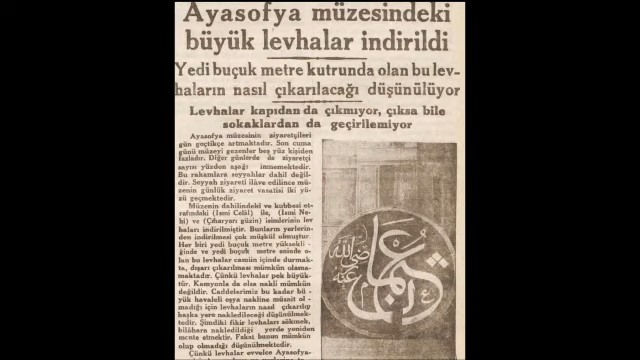 Ayasofya müzesindeki
büyük levhalar indirildi
Yedi buçuk metre kutrunda olan bu lev-
haların nasıl çıkarılacağı düşünülüyor
Levhalar kapıdan da çıkmıyor, çıksa bile
sokaklardan da geçirilemiyor
Ayasofya müzesinin ziyaretçileri
gün geçtikçe artmaktadır. Son cuma
günü müzeyi gezenler beş yüz kişiden
fazladır. Diğer günlerde de ziyaretçi
sayısı yüzden aşağı inmemektedir.
Bu rakamlara seyyahlar dahil değil-
dir. Seyyah ziyareti ilâve edilince mü-
zenin günlük ziyaret vasatisi iki yü-
zü geçmektedir.
Müzenin dahilindeki ve kubbesi et-
rafındaki (İsmi Celâl) ile, (İsmi Ne-
bi) ve (Çiharyarı güzin) isimlerinin lev
haları indirilmiştir. Bunların yerlerin-
den indirilmesi çok müşkül olmuştur.
Her biri yedi buçuk metre yüksekli -
ğinde ve yedi buçuk metre eninde o-
lan bu levhalar camiin içinde durmak-
ta, dışarı çıkarılması mümkün olama-
maktadır. Çünkü levhalar pek büyük-
tür. Kamyonla da olsa nakli mümkün
değildir. Caddelerimiz bu kadar bü -
yük havaleli eşya nakline müsait ol -
madığı için levhaların nasıl çıkarılıp
başka yere nakledileceği düşünülmek-
tedir. Şimdiki fikir levhaları sökmek,
bilâhara nakledildiği yerde yeniden
monte etmektir. Fakat bunun mümkün
olup olmadığı düşünülmektedir.
Çünkü levhalar evvelce Ayasofya-
عثمان
رضي الله
عنه